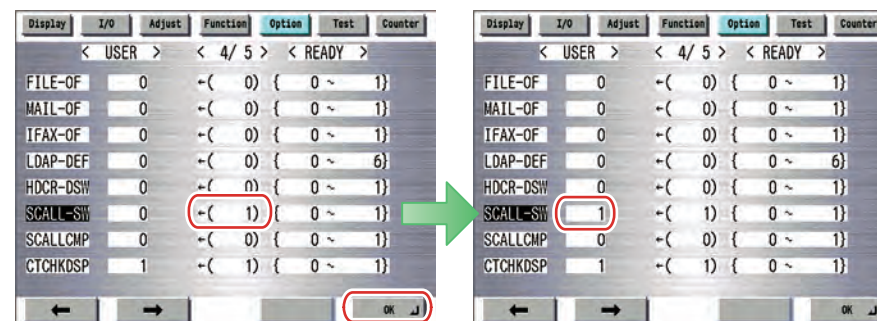 Display I/O Adjust Function Option Test Counter
< USER > < 4/ 5 > < READY >
FILE-OF 0 ←( 0) { 0 ~ 1}
MAIL-OF 0 ←( 0) { 0 ~ 1}
IFAX-OF 0 ←( 0) { 0 ~ 1}
LDAP-DEF 0 ←( 0) { 0 ~ 6}
HDCR-DSW 0 ←( 0) { 0 ~ 1}
SCALL-SW 0 ←( 1) { 0 ~ 1}
SCALLCMP 0 ←( 0) { 0 ~ 1}
CTCHKDSP 1 ←( 1) { 0 ~ 1}
← → OK ┘
Display I/O Adjust Function Option Test Counter
< USER > < 4/ 5 > < READY >
FILE-OF 0 ←( 0) { 0 ~ 1}
MAIL-OF 0 ←( 0) { 0 ~ 1}
IFAX-OF 0 ←( 0) { 0 ~ 1}
LDAP-DEF 0 ←( 0) { 0 ~ 6}
HDCR-DSW 0 ←( 0) { 0 ~ 1}
SCALL-SW 1 ←( 1) { 0 ~ 1}
SCALLCMP 0 ←( 0) { 0 ~ 1}
CTCHKDSP 1 ←( 1) { 0 ~ 1}
← → OK ┘